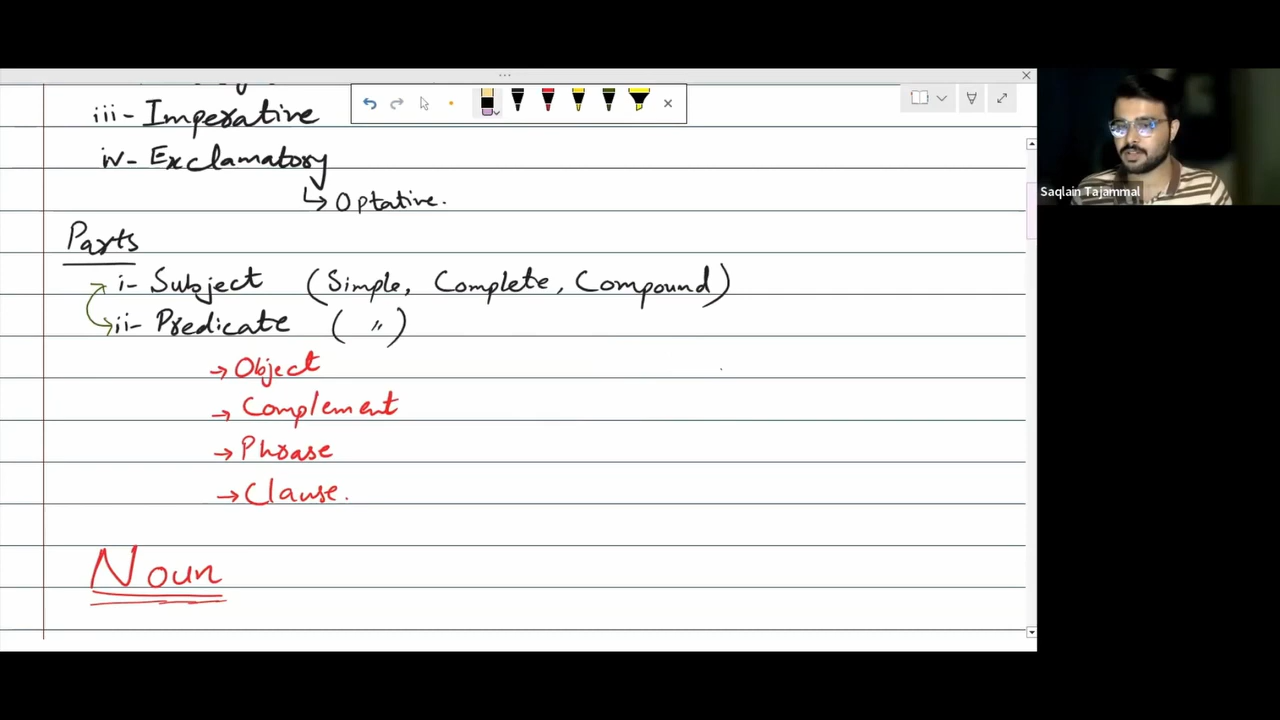 iii- Imperative
iv- Exclamatory
↳ Optative.
Parts
i- Subject (Simple, Complete, Compound)
ii- Predicate ( " )
→ Object
→ Complement
→ Phrase
→ Clause.
Noun
Saqlain Tajammal